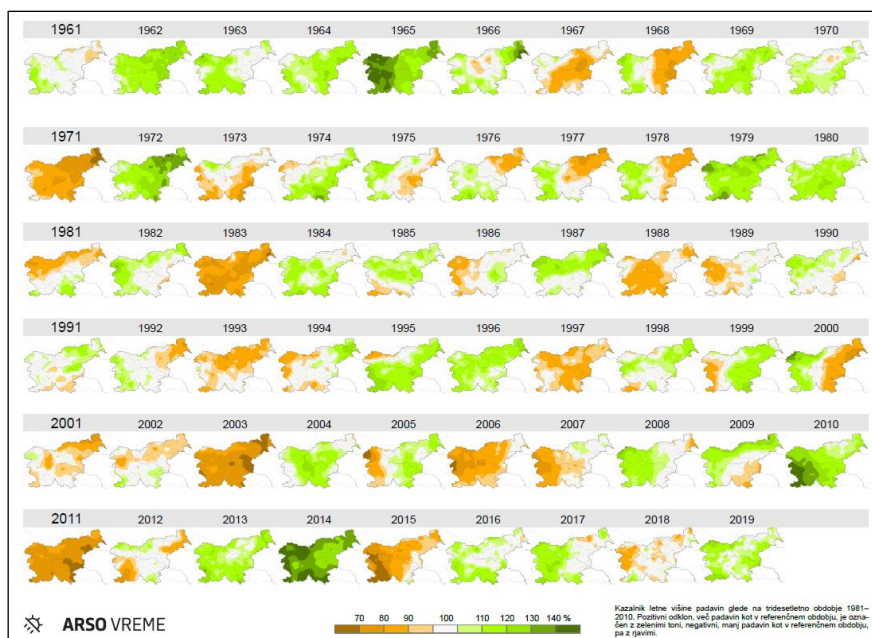 1961 1962 1963 1964 1965 1966 1967 1968 1969 1970
1971 1972 1973 1974 1975 1976 1977 1978 1979 1980
1981 1982 1983 1984 1985 1986 1987 1988 1989 1990
1991 1992 1993 1994 1995 1996 1997 1998 1999 2000
2001 2002 2003 2004 2005 2006 2007 2008 2009 2010
2011 2012 2013 2014 2015 2016 2017 2018 2019
ARSO VREME
70 80 90 100 110 120 130 140 %
Kazalnik letne višine padavin glede na tridesetletno obdobje 1981–
2010. Pozitivni odklon, več padavin kot v referenčnem obdobju, je ozna-
čen z zelenimi toni, negativni, manj padavin kot v referenčnem obdobju,
pa z rjavimi.